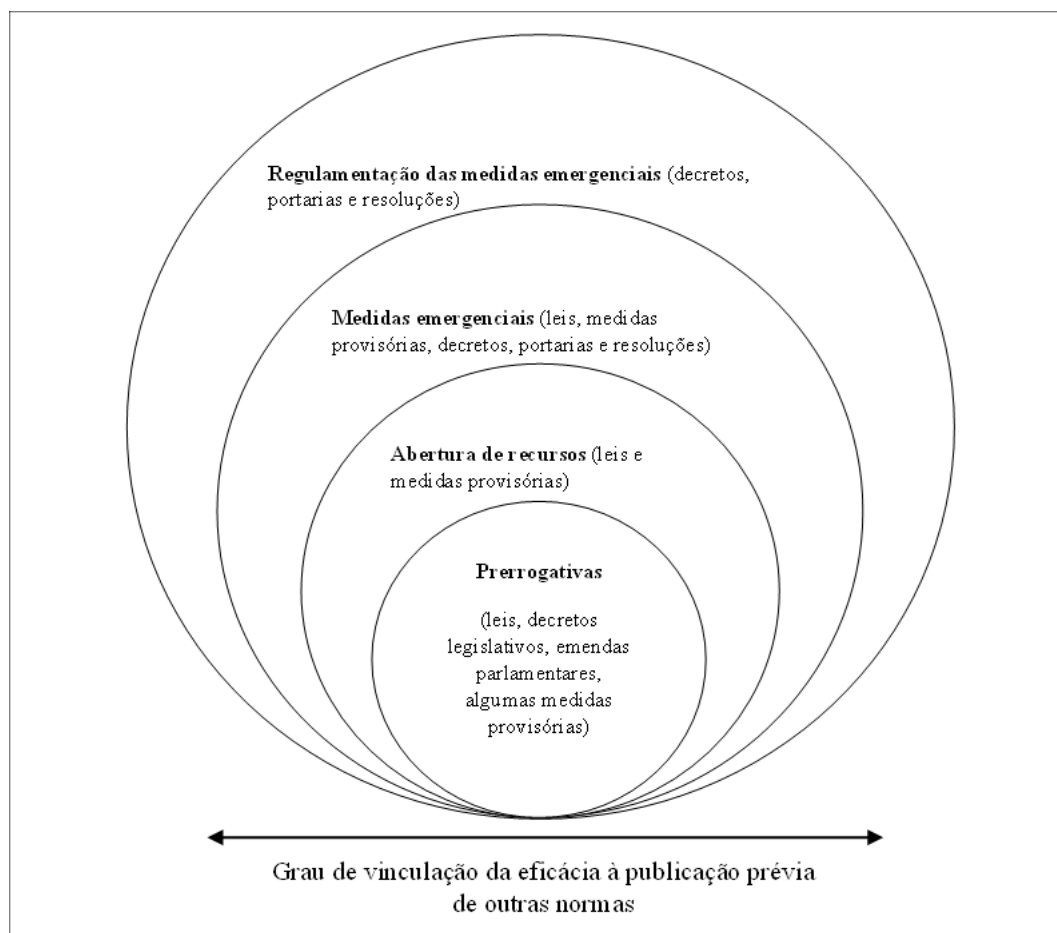 Regulamentação das medidas emergenciais (decretos,
portarias e resoluções)
Medidas emergenciais (leis, medidas
provisórias, decretos, portarias e resoluções)
Abertura de recursos (leis e
medidas provisórias)
Prerrogativas
(leis, decretos
legislativos, emendas
parlamentares,
algumas medidas
provisórias)
Grau de vinculação da eficácia à publicação prévia
de outras normas